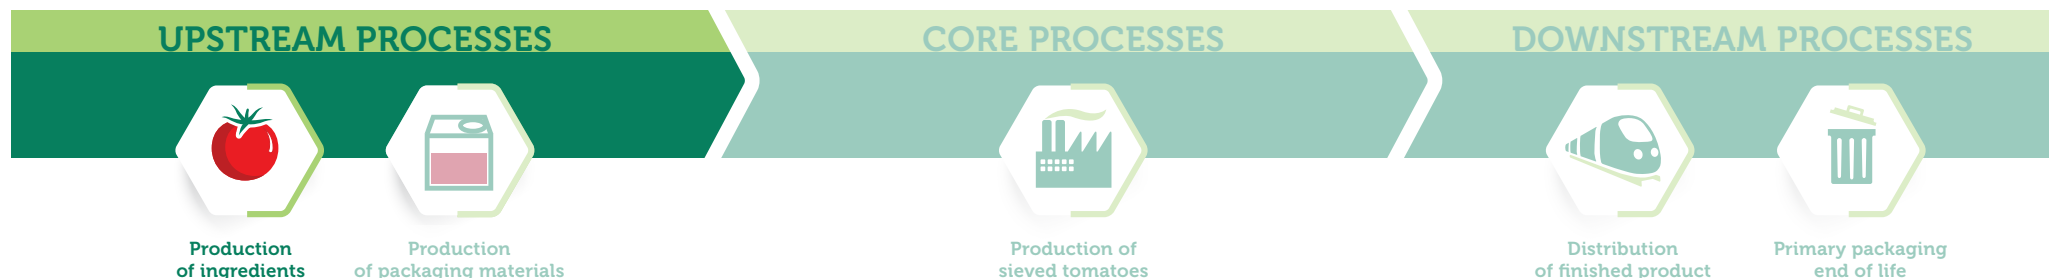 UPSTREAM PROCESSES
CORE PROCESSES
DOWNSTREAM PROCESSES
Production
of ingredients
Production
of packaging materials
Production of
sieved tomatoes
Distribution
of finished product
Primary packaging
end of life